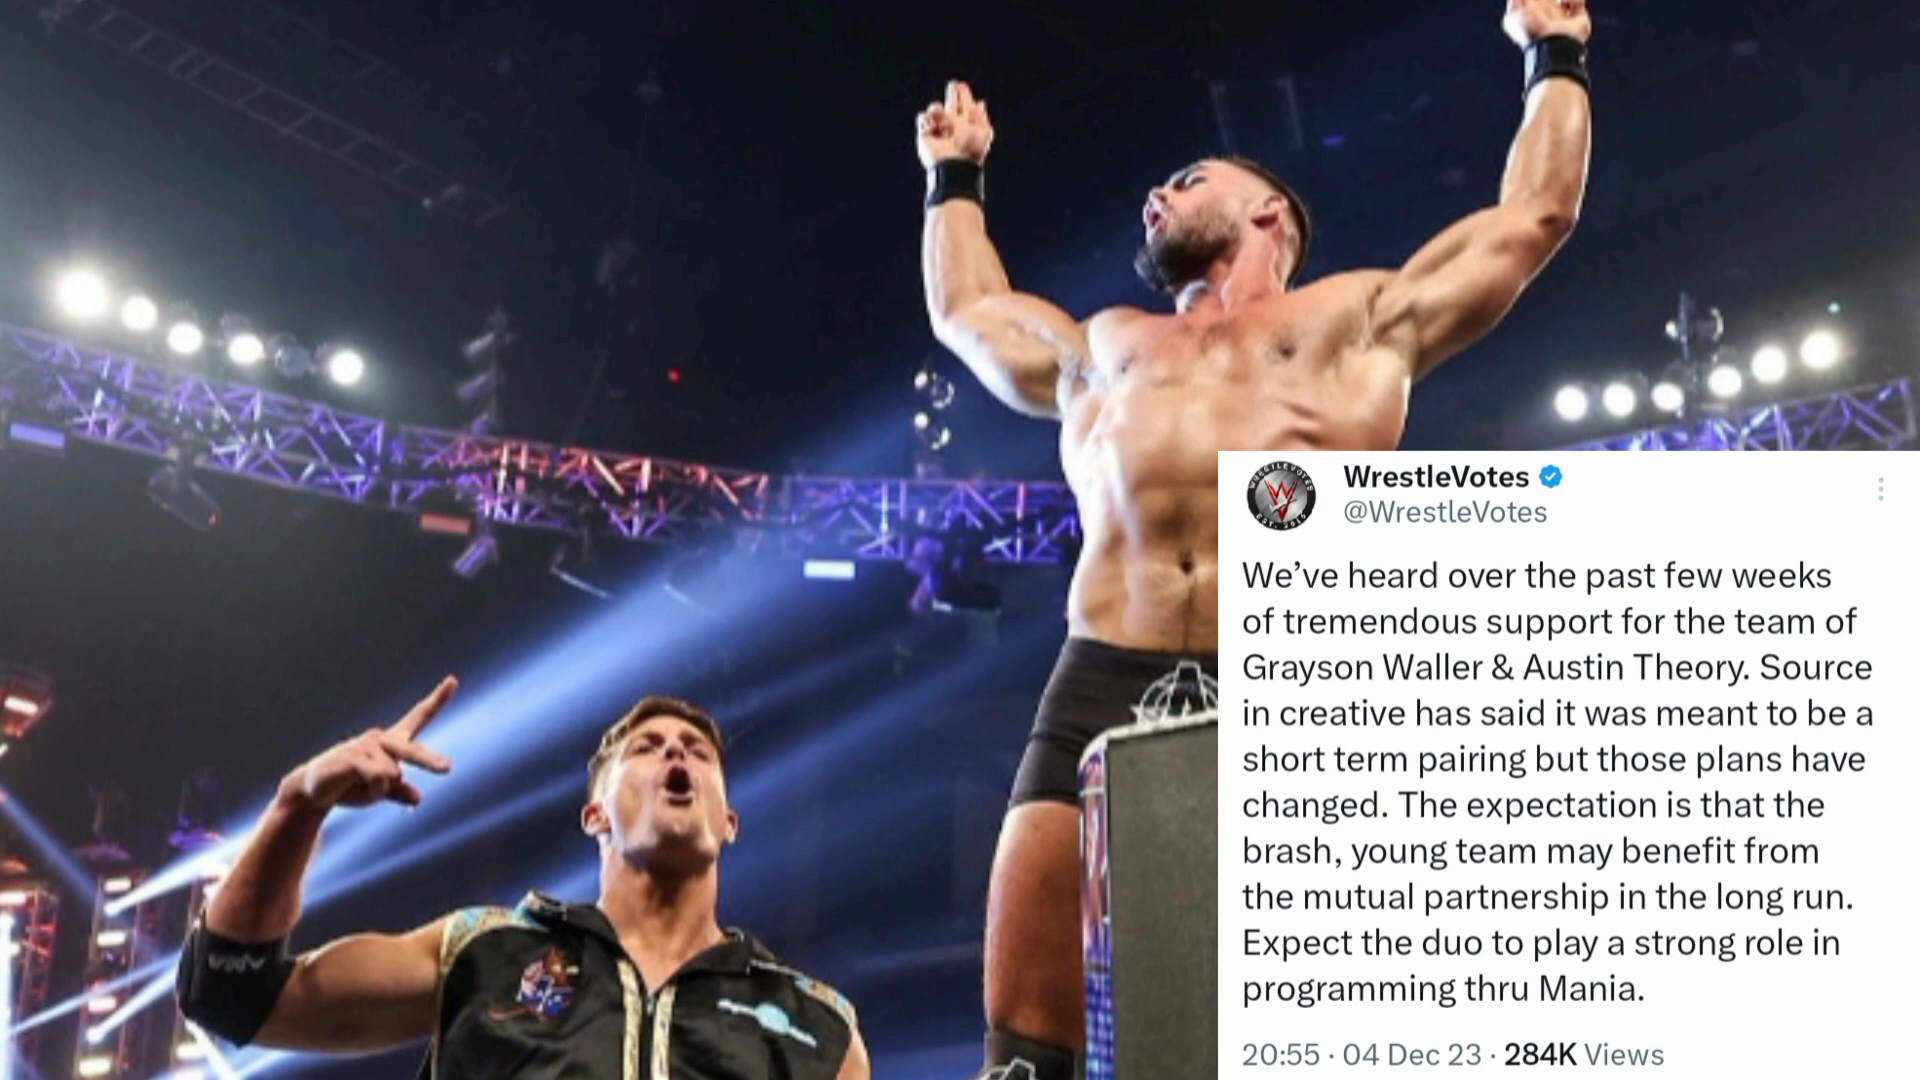 WrestleVotes
@WrestleVotes
We’ve heard over the past few weeks
of tremendous support for the team of
Grayson Waller & Austin Theory. Source
in creative has said it was meant to be a
short term pairing but those plans have
changed. The expectation is that the
brash, young team may benefit from
the mutual partnership in the long run.
Expect the duo to play a strong role in
programming thru Mania.
20:55 · 04 Dec 23 · 284K Views